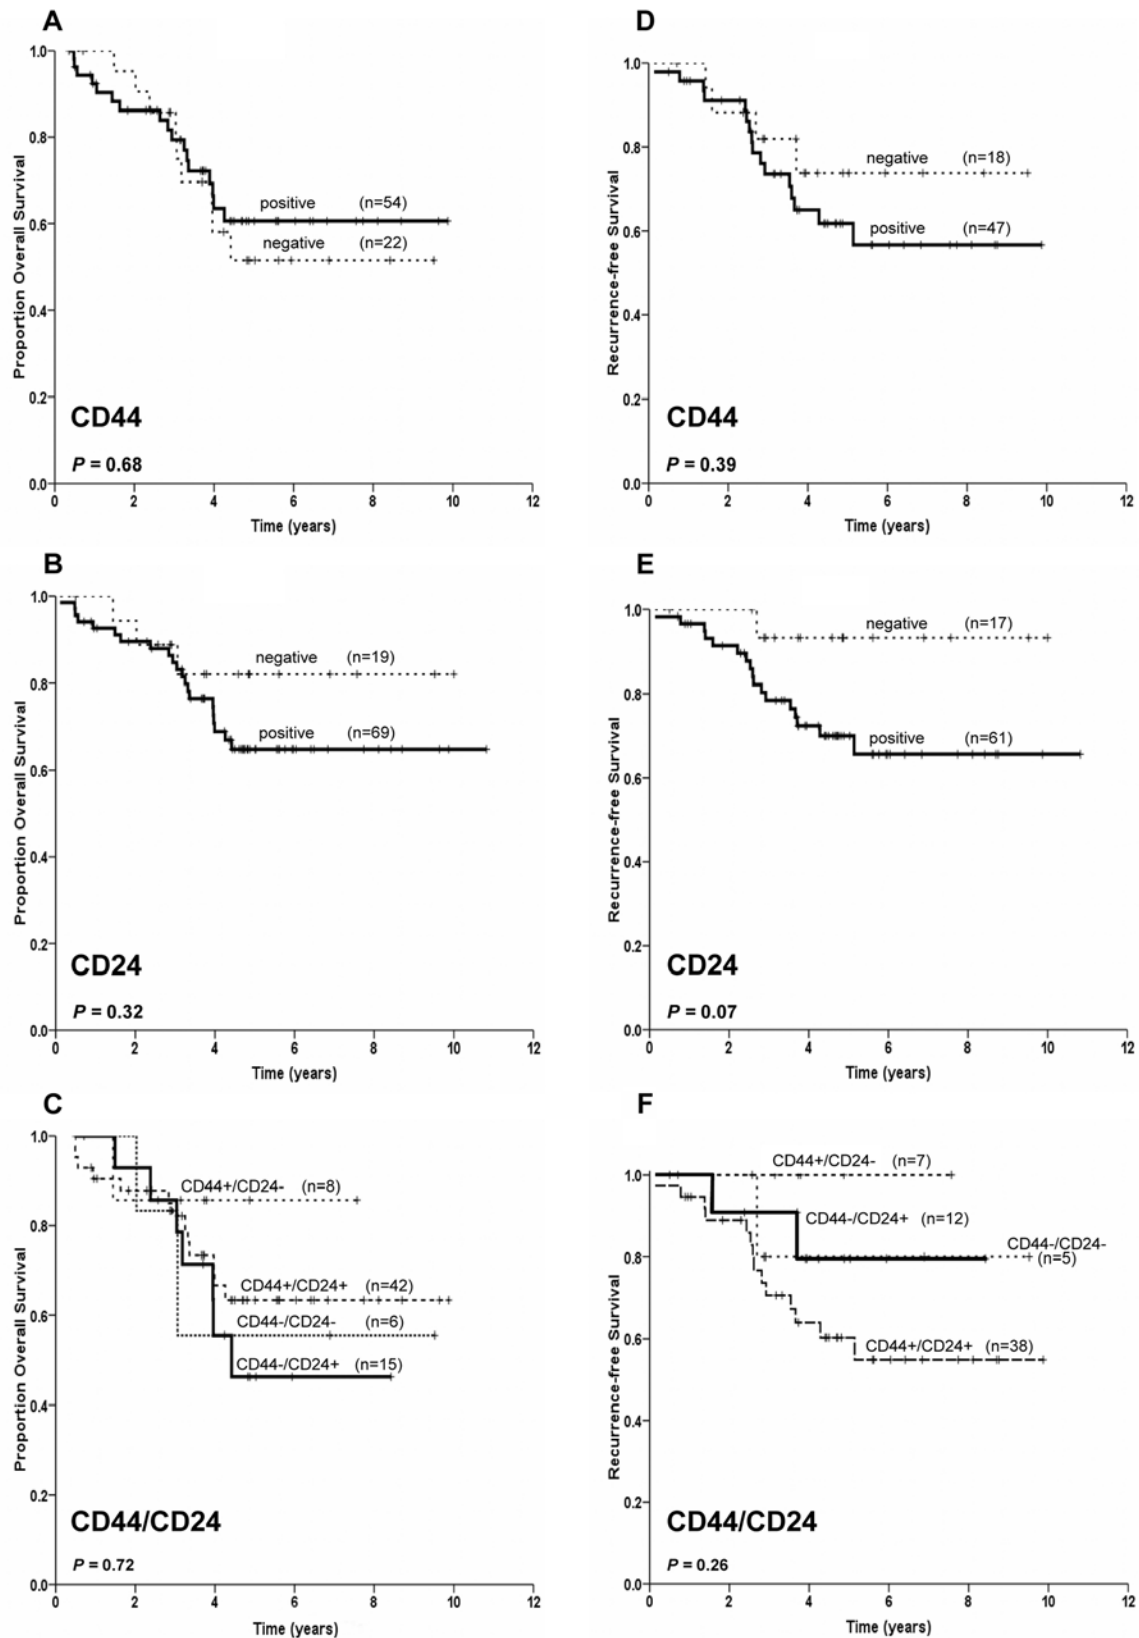 A
Proportion Overall Survival
1.0
0.8
0.6
0.4
0.2
0.0
positive (n=54)
negative (n=22)
CD44
P = 0.68
0 2 4 6 8 10 12
Time (years)
D
Recurrence-free Survival
1.0
0.8
0.6
0.4
0.2
0.0
negative (n=18)
positive (n=47)
CD44
P = 0.39
0 2 4 6 8 10 12
Time (years)
B
Proportion Overall Survival
1.0
0.8
0.6
0.4
0.2
0.0
negative (n=19)
positive (n=69)
CD24
P = 0.32
0 2 4 6 8 10 12
Time (years)
E
Recurrence-free Survival
1.0
0.8
0.6
0.4
0.2
0.0
negative (n=17)
positive (n=61)
CD24
P = 0.07
0 2 4 6 8 10 12
Time (years)
C
Proportion Overall Survival
1.0
0.8
0.6
0.4
0.2
0.0
CD44+/CD24- (n=8)
CD44+/CD24+ (n=42)
CD44-/CD24- (n=6)
CD44-/CD24+ (n=15)
CD44/CD24
P = 0.72
0 2 4 6 8 10 12
Time (years)
F
Recurrence-free Survival
1.0
0.8
0.6
0.4
0.2
0.0
CD44+/CD24- (n=7)
CD44-/CD24+ (n=12)
CD44-/CD24-
(n=5)
CD44+/CD24+ (n=38)
CD44/CD24
P = 0.26
0 2 4 6 8 10 12
Time (years)